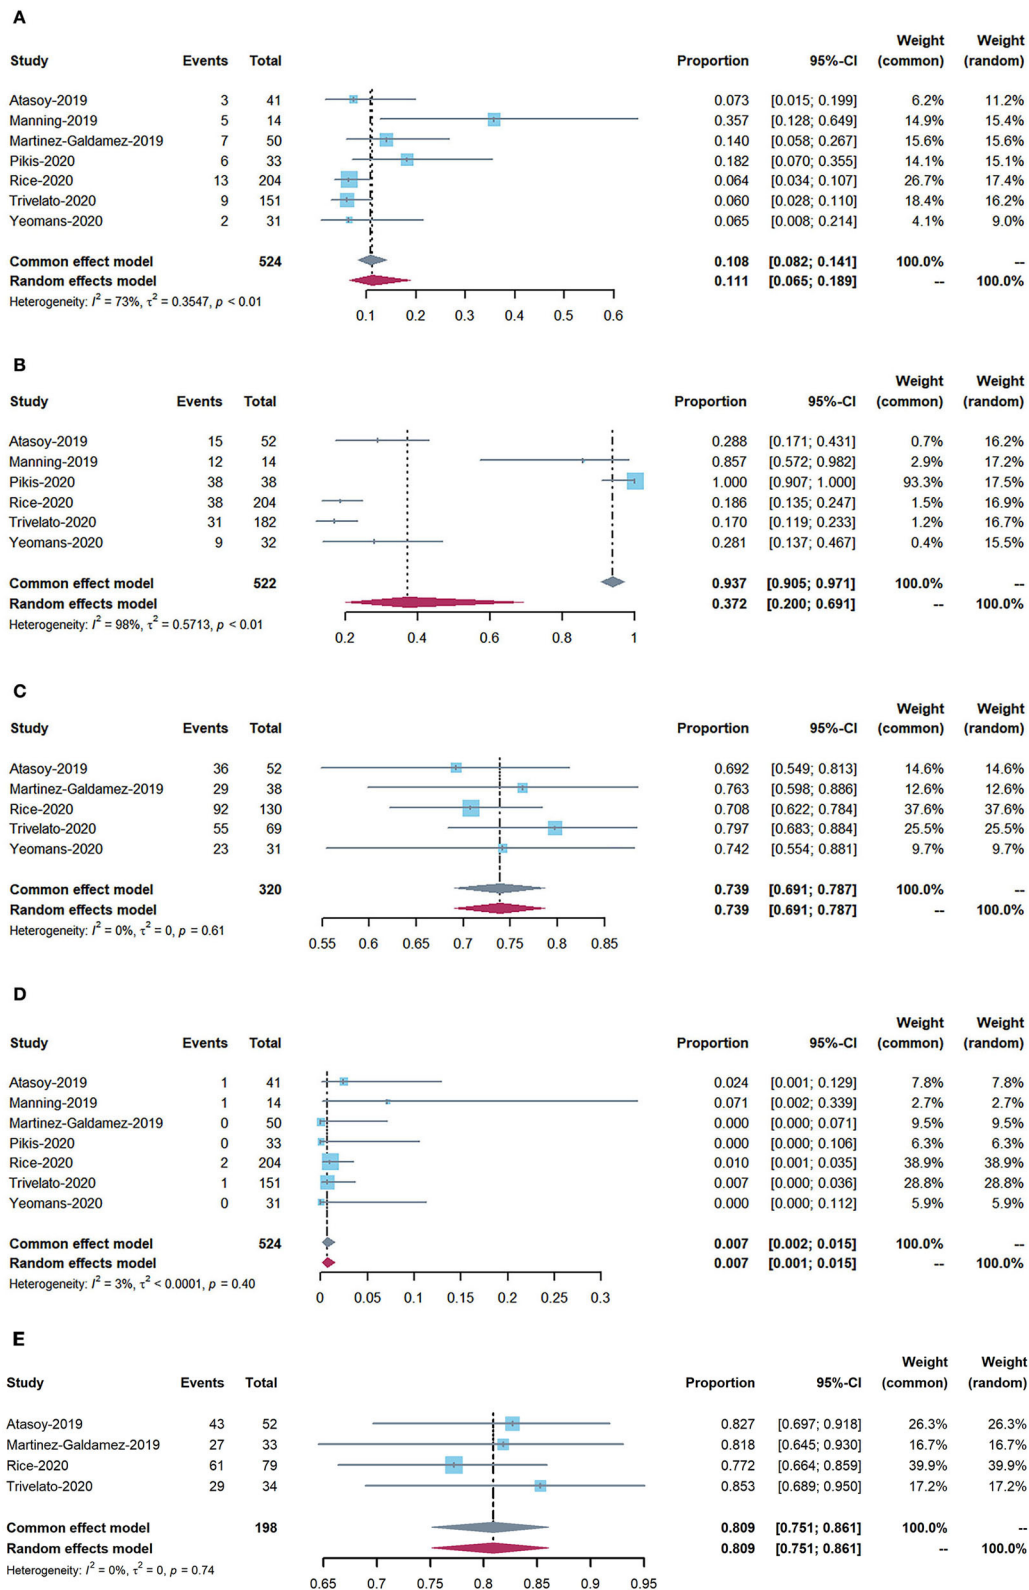 A
Weight Weight
Study Events Total Proportion 95%-CI (common) (random)
Atasoy-2019 3 41 0.073 [0.015; 0.199] 6.2% 11.2%
Manning-2019 5 14 0.357 [0.128; 0.649] 14.9% 15.4%
Martinez-Galdamez-2019 7 50 0.140 [0.058; 0.267] 15.6% 15.6%
Pikis-2020 6 33 0.182 [0.070; 0.355] 14.1% 15.1%
Rice-2020 13 204 0.064 [0.034; 0.107] 26.7% 17.4%
Trivelato-2020 9 151 0.060 [0.028; 0.110] 18.4% 16.2%
Yeomans-2020 2 31 0.065 [0.008; 0.214] 4.1% 9.0%
Common effect model 524 0.108 [0.082; 0.141] 100.0% --
Random effects model 0.111 [0.065; 0.189] -- 100.0%
Heterogeneity: I² = 73%, τ² = 0.3547, p < 0.01
0.1 0.2 0.3 0.4 0.5 0.6
B
Weight Weight
Study Events Total Proportion 95%-CI (common) (random)
Atasoy-2019 15 52 0.288 [0.171; 0.431] 0.7% 16.2%
Manning-2019 12 14 0.857 [0.572; 0.982] 2.9% 17.2%
Pikis-2020 38 38 1.000 [0.907; 1.000] 93.3% 17.5%
Rice-2020 38 204 0.186 [0.135; 0.247] 1.5% 16.9%
Trivelato-2020 31 182 0.170 [0.119; 0.233] 1.2% 16.7%
Yeomans-2020 9 32 0.281 [0.137; 0.467] 0.4% 15.5%
Common effect model 522 0.937 [0.905; 0.971] 100.0% --
Random effects model 0.372 [0.200; 0.691] -- 100.0%
Heterogeneity: I² = 98%, τ² = 0.5713, p < 0.01
0.2 0.4 0.6 0.8 1
C
Weight Weight
Study Events Total Proportion 95%-CI (common) (random)
Atasoy-2019 36 52 0.692 [0.549; 0.813] 14.6% 14.6%
Martinez-Galdamez-2019 29 38 0.763 [0.598; 0.886] 12.6% 12.6%
Rice-2020 92 130 0.708 [0.622; 0.784] 37.6% 37.6%
Trivelato-2020 55 69 0.797 [0.683; 0.884] 25.5% 25.5%
Yeomans-2020 23 31 0.742 [0.554; 0.881] 9.7% 9.7%
Common effect model 320 0.739 [0.691; 0.787] 100.0% --
Random effects model 0.739 [0.691; 0.787] -- 100.0%
Heterogeneity: I² = 0%, τ² = 0, p = 0.61
0.55 0.6 0.65 0.7 0.75 0.8 0.85
D
Weight Weight
Study Events Total Proportion 95%-CI (common) (random)
Atasoy-2019 1 41 0.024 [0.001; 0.129] 7.8% 7.8%
Manning-2019 1 14 0.071 [0.002; 0.339] 2.7% 2.7%
Martinez-Galdamez-2019 0 50 0.000 [0.000; 0.071] 9.5% 9.5%
Pikis-2020 0 33 0.000 [0.000; 0.106] 6.3% 6.3%
Rice-2020 2 204 0.010 [0.001; 0.035] 38.9% 38.9%
Trivelato-2020 1 151 0.007 [0.000; 0.036] 28.8% 28.8%
Yeomans-2020 0 31 0.000 [0.000; 0.112] 5.9% 5.9%
Common effect model 524 0.007 [0.002; 0.015] 100.0% --
Random effects model 0.007 [0.001; 0.015] -- 100.0%
Heterogeneity: I² = 3%, τ² < 0.0001, p = 0.40
0 0.05 0.1 0.15 0.2 0.25 0.3
E
Weight Weight
Study Events Total Proportion 95%-CI (common) (random)
Atasoy-2019 43 52 0.827 [0.697; 0.918] 26.3% 26.3%
Martinez-Galdamez-2019 27 33 0.818 [0.645; 0.930] 16.7% 16.7%
Rice-2020 61 79 0.772 [0.664; 0.859] 39.9% 39.9%
Trivelato-2020 29 34 0.853 [0.689; 0.950] 17.2% 17.2%
Common effect model 198 0.809 [0.751; 0.861] 100.0% --
Random effects model 0.809 [0.751; 0.861] -- 100.0%
Heterogeneity: I² = 0%, τ² = 0, p = 0.74
0.65 0.7 0.75 0.8 0.85 0.9 0.95